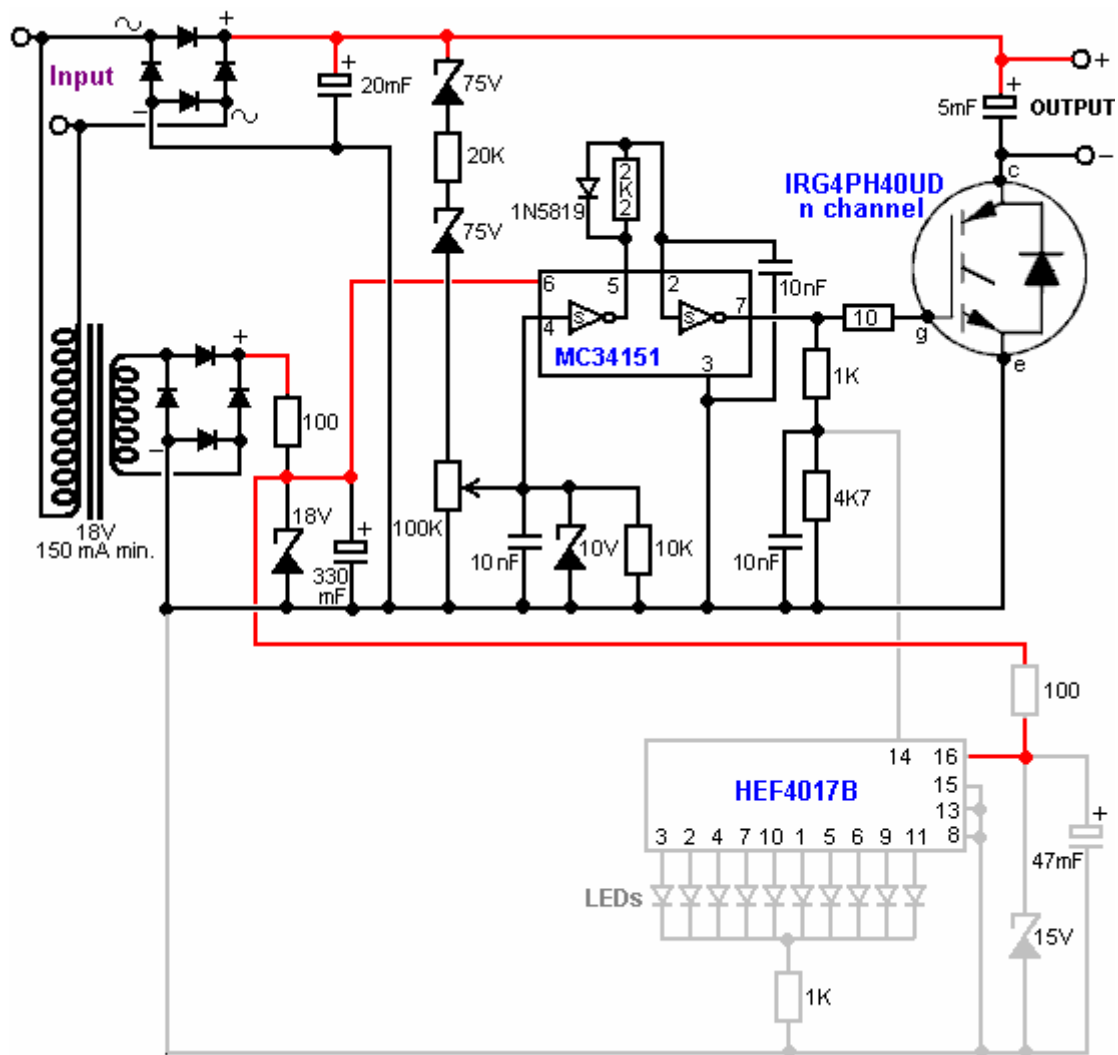 +
Input
+
20mF
75V
20K
75V
+
5mF
OUTPUT
+
–
c
IRG4PH40UD
n channel
g
e
2K2
1N5819
6
5
2
7
4
S
S
3
MC34151
10nF
10
1K
4K7
10nF
+
–
100
18V
150 mA min.
18V
+
330
mF
100K
10nF
10V
10K
100
14
16
15
13
8
HEF4017B
3 2 4 7 10 1 5 6 9 11
LEDs
1K
+
47mF
15V